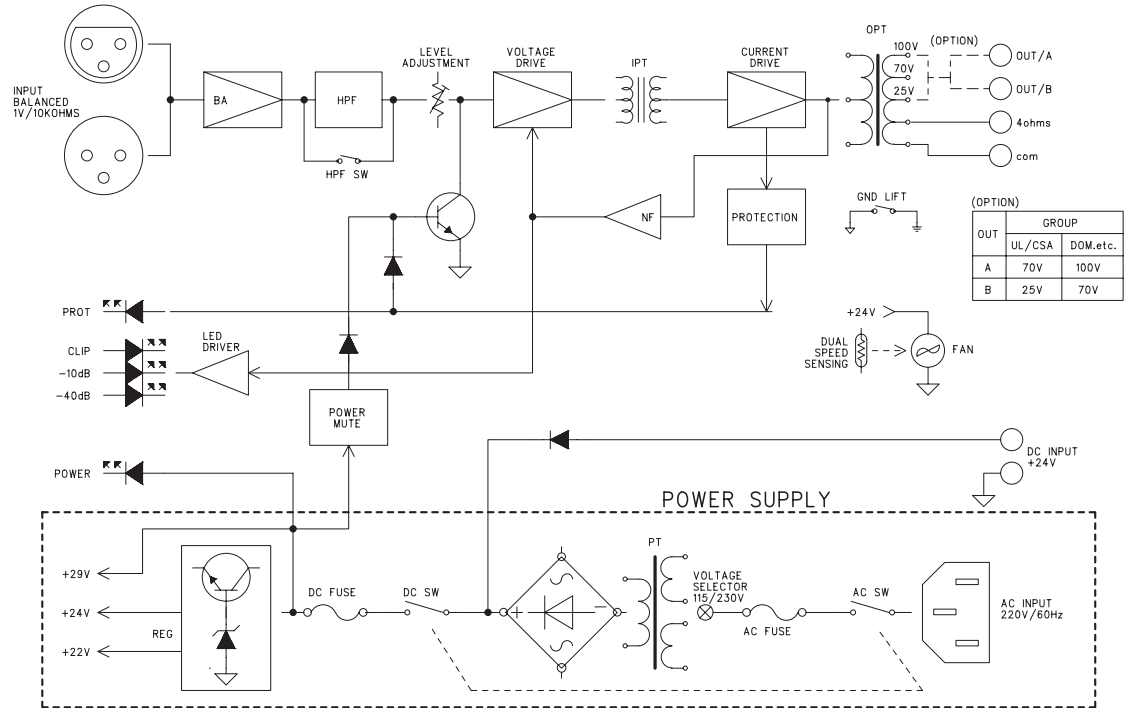 INPUT
BALANCED
1V/10KOHMS
BA
HPF
HPF SW
LEVEL
ADJUSTMENT
VOLTAGE
DRIVE
IPT
CURRENT
DRIVE
OPT
100V
70V
25V
(OPTION)
OUT/A
OUT/B
4ohms
com
NF
PROTECTION
GND LIFT
(OPTION)
OUT
GROUP
UL/CSA
DOM.etc.
A
70V
100V
B
25V
70V
+24V
DUAL
SPEED
SENSING
FAN
PROT
CLIP
-10dB
-40dB
LED
DRIVER
POWER
MUTE
POWER
DC INPUT
+24V
POWER SUPPLY
+29V
+24V
+22V
REG
DC FUSE
DC SW
PT
VOLTAGE
SELECTOR
115/230V
AC FUSE
AC SW
AC INPUT
220V/60Hz